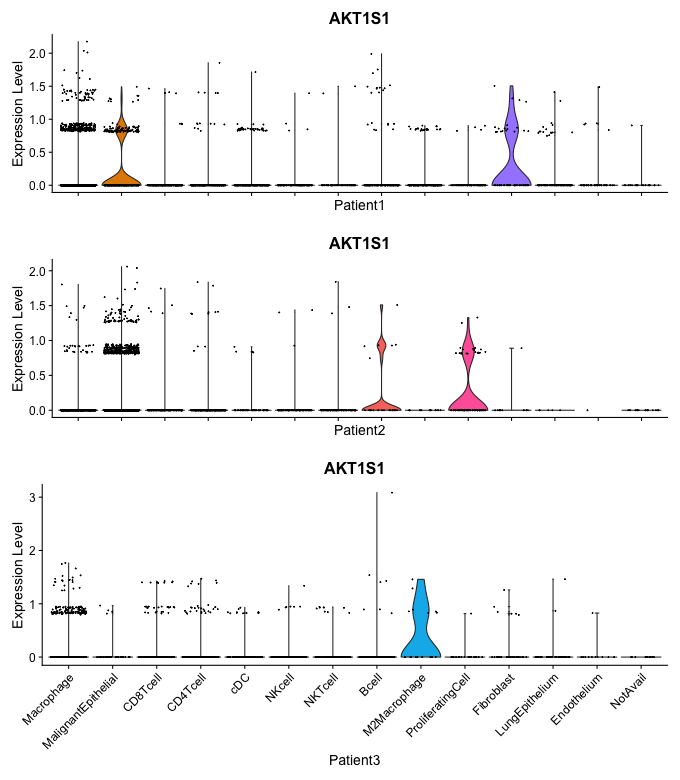 AKT1S1
Expression Level
2.0
1.5
1.0
0.5
0.0
Patient1
AKT1S1
Expression Level
2.0
1.5
1.0
0.5
0.0
Patient2
AKT1S1
Expression Level
3
2
1
0
Macrophage
MalignantEpithelial
CD8Tcell
CD4Tcell
cDC
NKcell
NKTcell
Bcell
M2Macrophage
ProliferatingCell
Fibroblast
LungEpithelium
Endothelium
NotAvail
Patient3